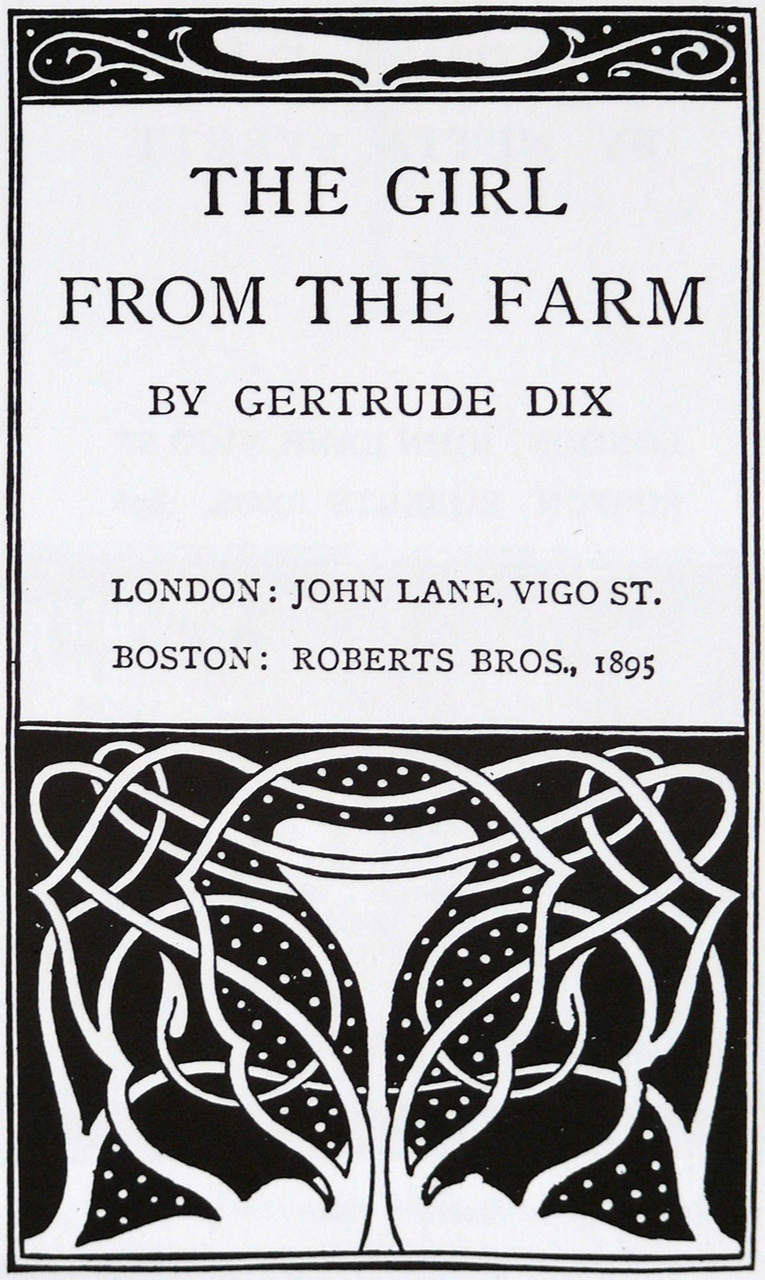 THE GIRL
FROM THE FARM
BY GERTRUDE DIX
LONDON: JOHN LANE, VIGO ST.
BOSTON: ROBERTS BROS., 1895